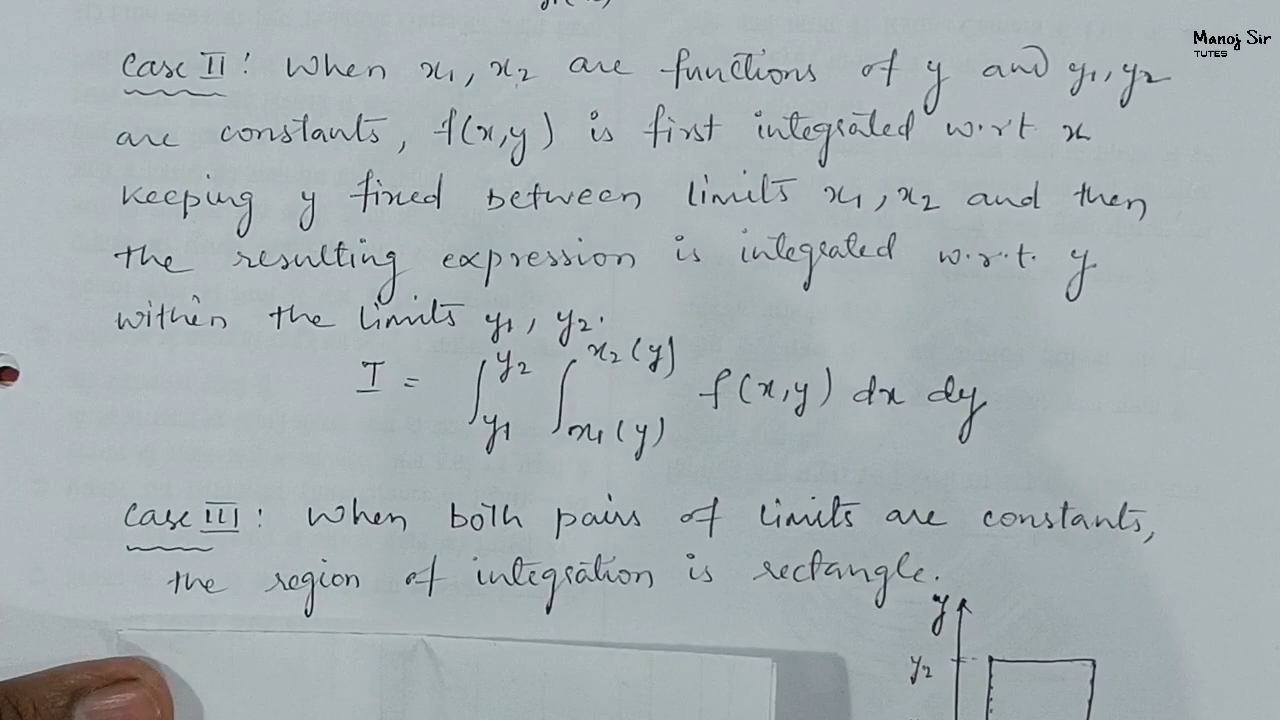 Manoj Sir
TUTES
Case II : When x1, x2 are functions of y and y1, y2
are constants, f(x,y) is first integrated w.r.t x
keeping y fixed between limits x1, x2 and then
the resulting expression is integrated w.r.t. y
within the limits y1, y2.
I = ∫_{y1}^{y2} ∫_{x1(y)}^{x2(y)} f(x,y) dx dy
Case III : When both pairs of limits are constants,
the region of integration is rectangle.
y
y2